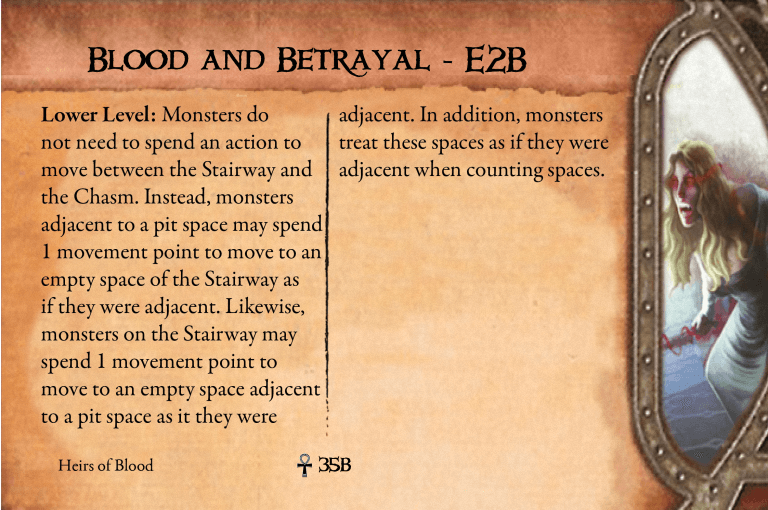 Blood and Betrayal - E2B
Lower Level: Monsters do
not need to spend an action to
move between the Stairway and
the Chasm. Instead, monsters
adjacent to a pit space may spend
1 movement point to move to an
empty space of the Stairway as
if they were adjacent. Likewise,
monsters on the Stairway may
spend 1 movement point to
move to an empty space adjacent
to a pit space as it they were
adjacent. In addition, monsters
treat these spaces as if they were
adjacent when counting spaces.
Heirs of Blood
35B